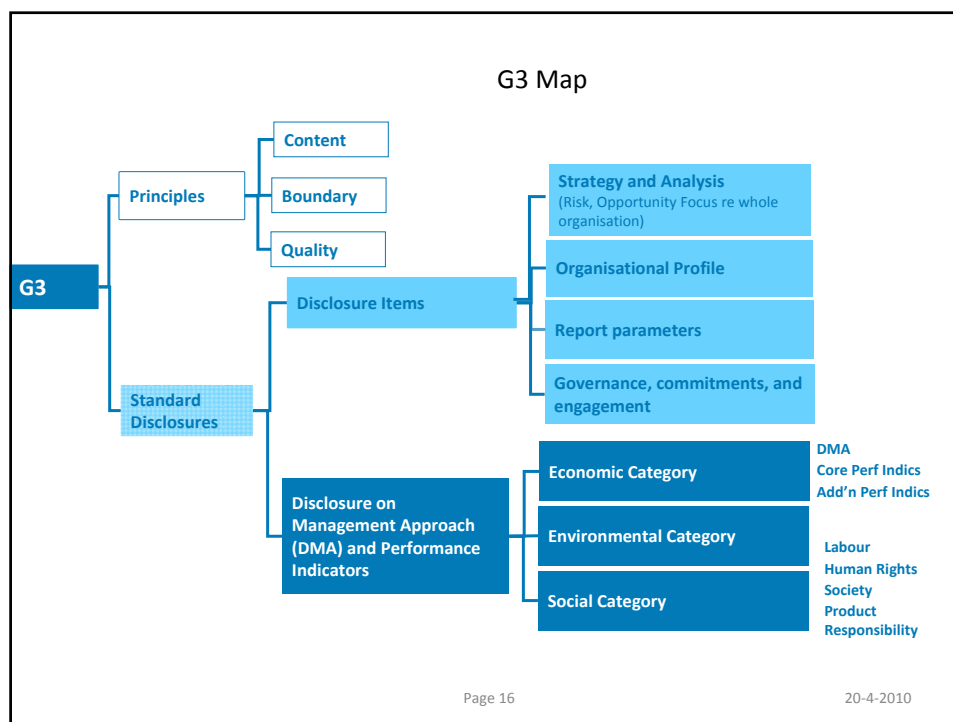 G3 Map
Content
Principles
Boundary
Quality
G3
Standard
Disclosures
Disclosure Items
Strategy and Analysis
(Risk, Opportunity Focus re whole
organisation)
Organisational Profile
Report parameters
Governance, commitments, and
engagement
Disclosure on
Management Approach
(DMA) and Performance
Indicators
Economic Category
DMA
Core Perf Indics
Add’n Perf Indics
Environmental Category
Social Category
Labour
Human Rights
Society
Product
Responsibility
Page 16
20-4-2010